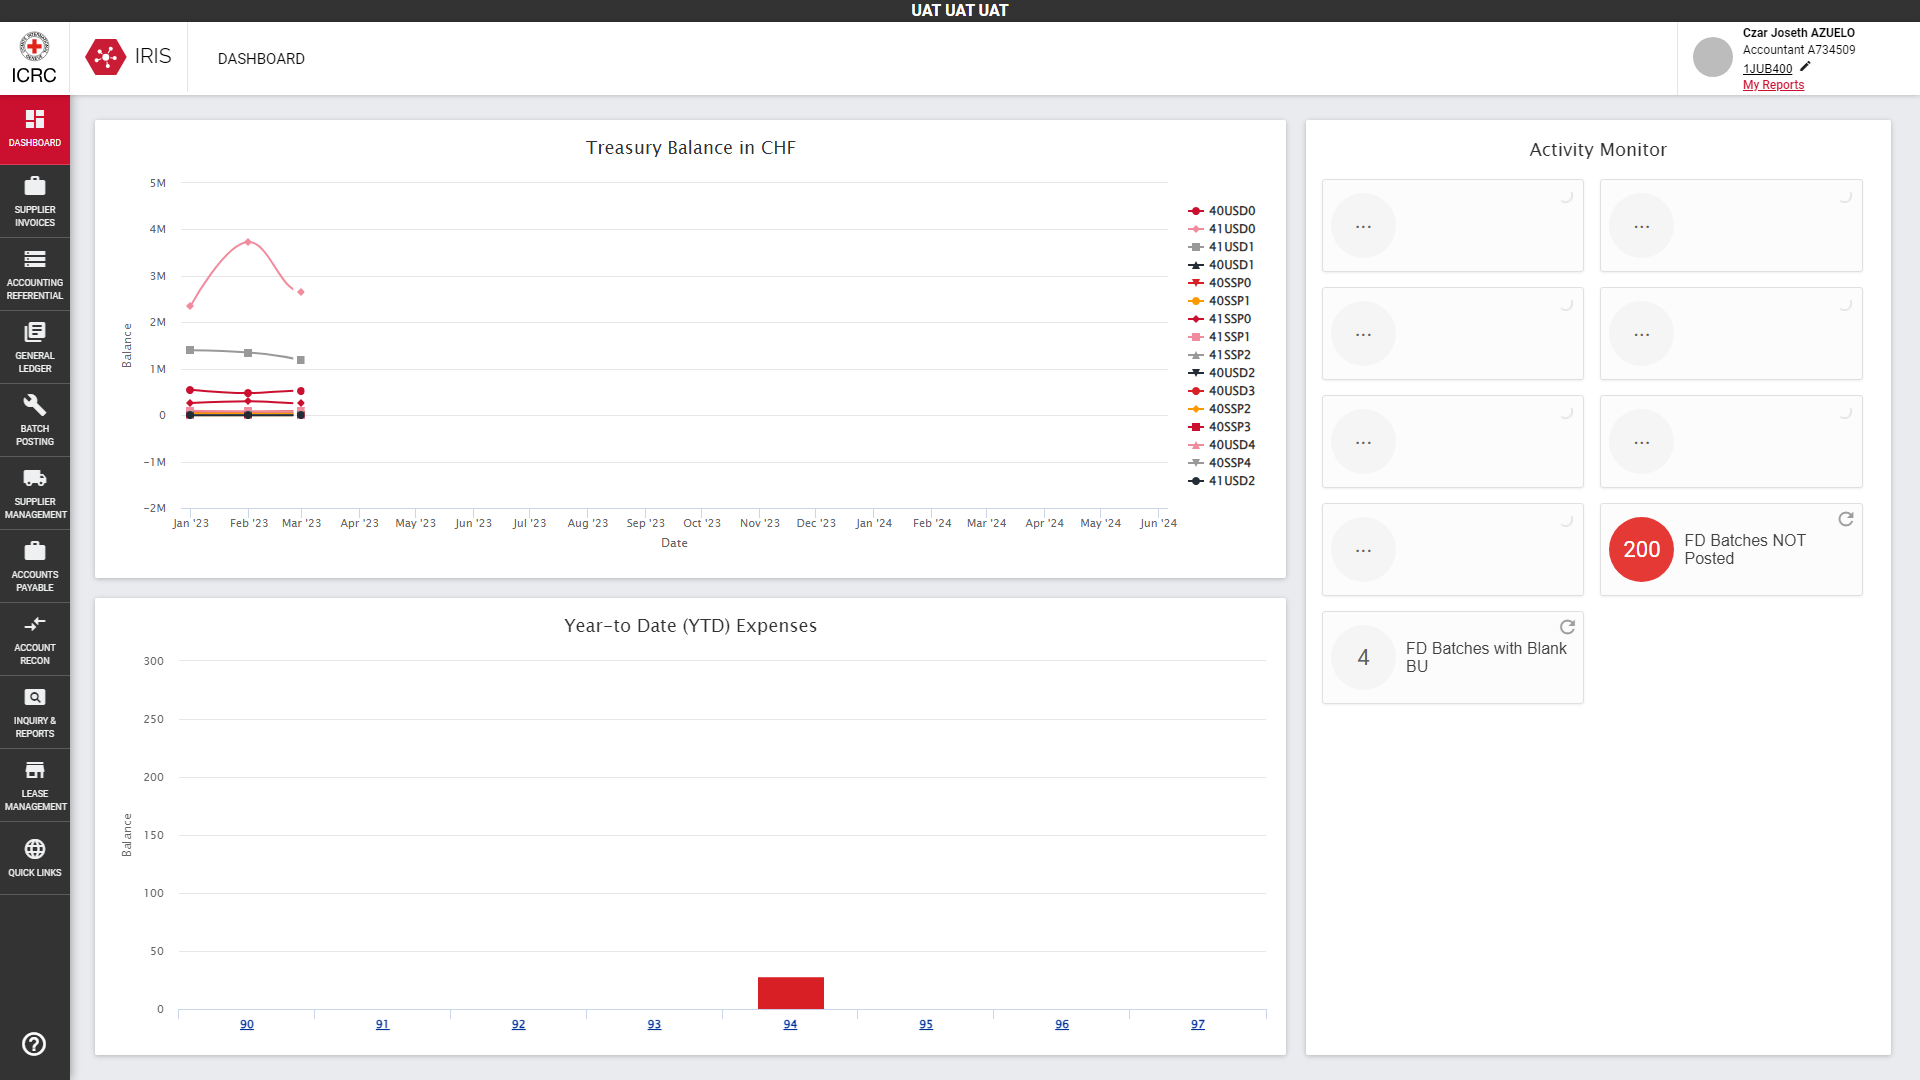 UAT UAT UAT
ICRC
IRIS
DASHBOARD
Czar Joseth AZUELO
Accountant A734509
1JUB400
My Reports
DASHBOARD
SUPPLIER
INVOICES
ACCOUNTING
REFERENTIAL
GENERAL
LEDGER
BATCH
POSTING
SUPPLIER
MANAGEMENT
ACCOUNTS
PAYABLE
ACCOUNT
RECON
INQUIRY &
REPORTS
LEASE
MANAGEMENT
QUICK LINKS
Treasury Balance in CHF
Balance
5M
4M
3M
2M
1M
0
-1M
-2M
Jan '23 Feb '23 Mar '23 Apr '23 May '23 Jun '23 Jul '23 Aug '23 Sep '23 Oct '23 Nov '23 Dec '23 Jan '24 Feb '24 Mar '24 Apr '24 May '24 Jun '24
Date
40USD0
41USD0
41USD1
40USD1
40SSP0
40SSP1
41SSP0
41SSP1
41SSP2
40USD2
40USD3
40SSP2
40SSP3
40USD4
40SSP4
41USD2
Year-to Date (YTD) Expenses
Balance
300
250
200
150
100
50
0
90 91 92 93 94 95 96 97
Activity Monitor
... ...
... ...
... ...
...
200 FD Batches NOT
Posted
4 FD Batches with Blank
BU